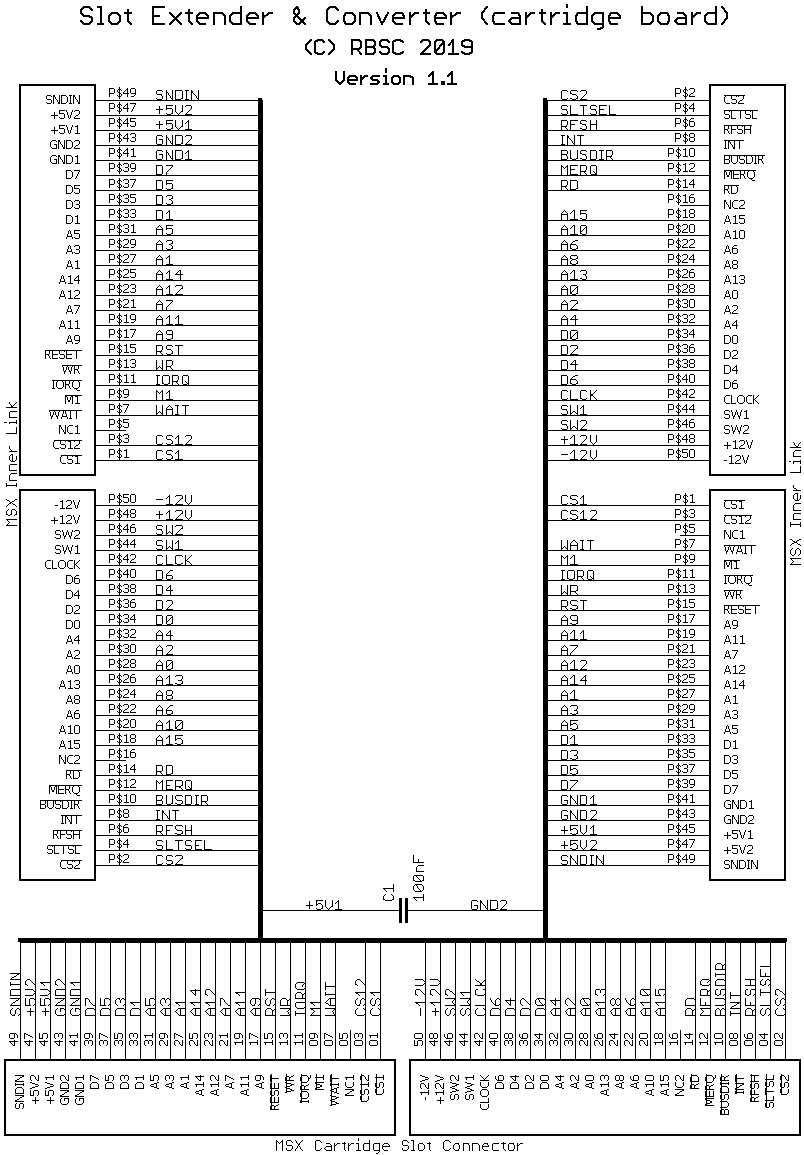 Slot Extender & Converter (cartridge board)
(C) RBSC 2019
Version 1.1
SNDIN P$49 SNDIN
+5V2 P$47 +5V2
+5V1 P$45 +5V1
GND2 P$43 GND2
GND1 P$41 GND1
D7 P$39 D7
D5 P$37 D5
D3 P$35 D3
D1 P$33 D1
A5 P$31 A5
A3 P$29 A3
A1 P$27 A1
A14 P$25 A14
A12 P$23 A12
A7 P$21 A7
A11 P$19 A11
A9 P$17 A9
RESET P$15 RST
WR P$13 WR
IORQ P$11 IORQ
M1 P$9 M1
WAIT P$7 WAIT
NC1 P$5
CS12 P$3 CS12
CS1 P$1 CS1
MSX Inner Link
CS2 P$2 CS2
SLTSEL P$4 SLTSL
RFSH P$6 RFSH
INT P$8 INT
BUSDIR P$10 BUSDIR
MERQ P$12 MERQ
RD P$14 RD
P$16 NC2
A15 P$18 A15
A10 P$20 A10
A6 P$22 A6
A8 P$24 A8
A13 P$26 A13
A0 P$28 A0
A2 P$30 A2
A4 P$32 A4
D0 P$34 D0
D2 P$36 D2
D4 P$38 D4
D6 P$40 D6
CLCK P$42 CLOCK
SW1 P$44 SW1
SW2 P$46 SW2
+12V P$48 +12V
-12V P$50 -12V
MSX Inner Link
-12V P$50 -12V
+12V P$48 +12V
SW2 P$46 SW2
SW1 P$44 SW1
CLOCK P$42 CLCK
D6 P$40 D6
D4 P$38 D4
D2 P$36 D2
D0 P$34 D0
A4 P$32 A4
A2 P$30 A2
A0 P$28 A0
A13 P$26 A13
A8 P$24 A8
A6 P$22 A6
A10 P$20 A10
A15 P$18 A15
NC2 P$16
RD P$14 RD
MERQ P$12 MERQ
BUSDIR P$10 BUSDIR
INT P$8 INT
RFSH P$6 RFSH
SLTSL P$4 SLTSEL
CS2 P$2 CS2
CS1 P$1 CS1
CS12 P$3 CS12
P$5 NC1
WAIT P$7 WAIT
M1 P$9 M1
IORQ P$11 IORQ
WR P$13 WR
RST P$15 RESET
A9 P$17 A9
A11 P$19 A11
A7 P$21 A7
A12 P$23 A12
A14 P$25 A14
A1 P$27 A1
A3 P$29 A3
A5 P$31 A5
D1 P$33 D1
D3 P$35 D3
D5 P$37 D5
D7 P$39 D7
GND1 P$41 GND1
GND2 P$43 GND2
+5V1 P$45 +5V1
+5V2 P$47 +5V2
SNDIN P$49 SNDIN
+5V1 C1 100nF GND2
49 SNDIN SNDIN
47 +5V2 +5V2
45 +5V1 +5V1
43 GND2 GND2
41 GND1 GND1
39 D7 D7
37 D5 D5
35 D3 D3
33 D1 D1
31 A5 A5
29 A3 A3
27 A1 A1
25 A14 A14
23 A12 A12
21 A7 A7
19 A11 A11
17 A9 A9
15 RST RESET
13 WR WR
11 IORQ IORQ
09 M1 M1
07 WAIT WAIT
05 NC1
03 CS12 CS12
01 CS1 CS1
50 -12V -12V
48 +12V +12V
46 SW2 SW2
44 SW1 SW1
42 CLCK CLOCK
40 D6 D6
38 D4 D4
36 D2 D2
34 D0 D0
32 A4 A4
30 A2 A2
28 A0 A0
26 A13 A13
24 A8 A8
22 A6 A6
20 A10 A10
18 A15 A15
16 NC2
14 RD RD
12 MERQ MERQ
10 BUSDIR BUSDIR
08 INT INT
06 RFSH RFSH
04 SLTSEL SLTSL
02 CS2 CS2
MSX Cartridge Slot Connector